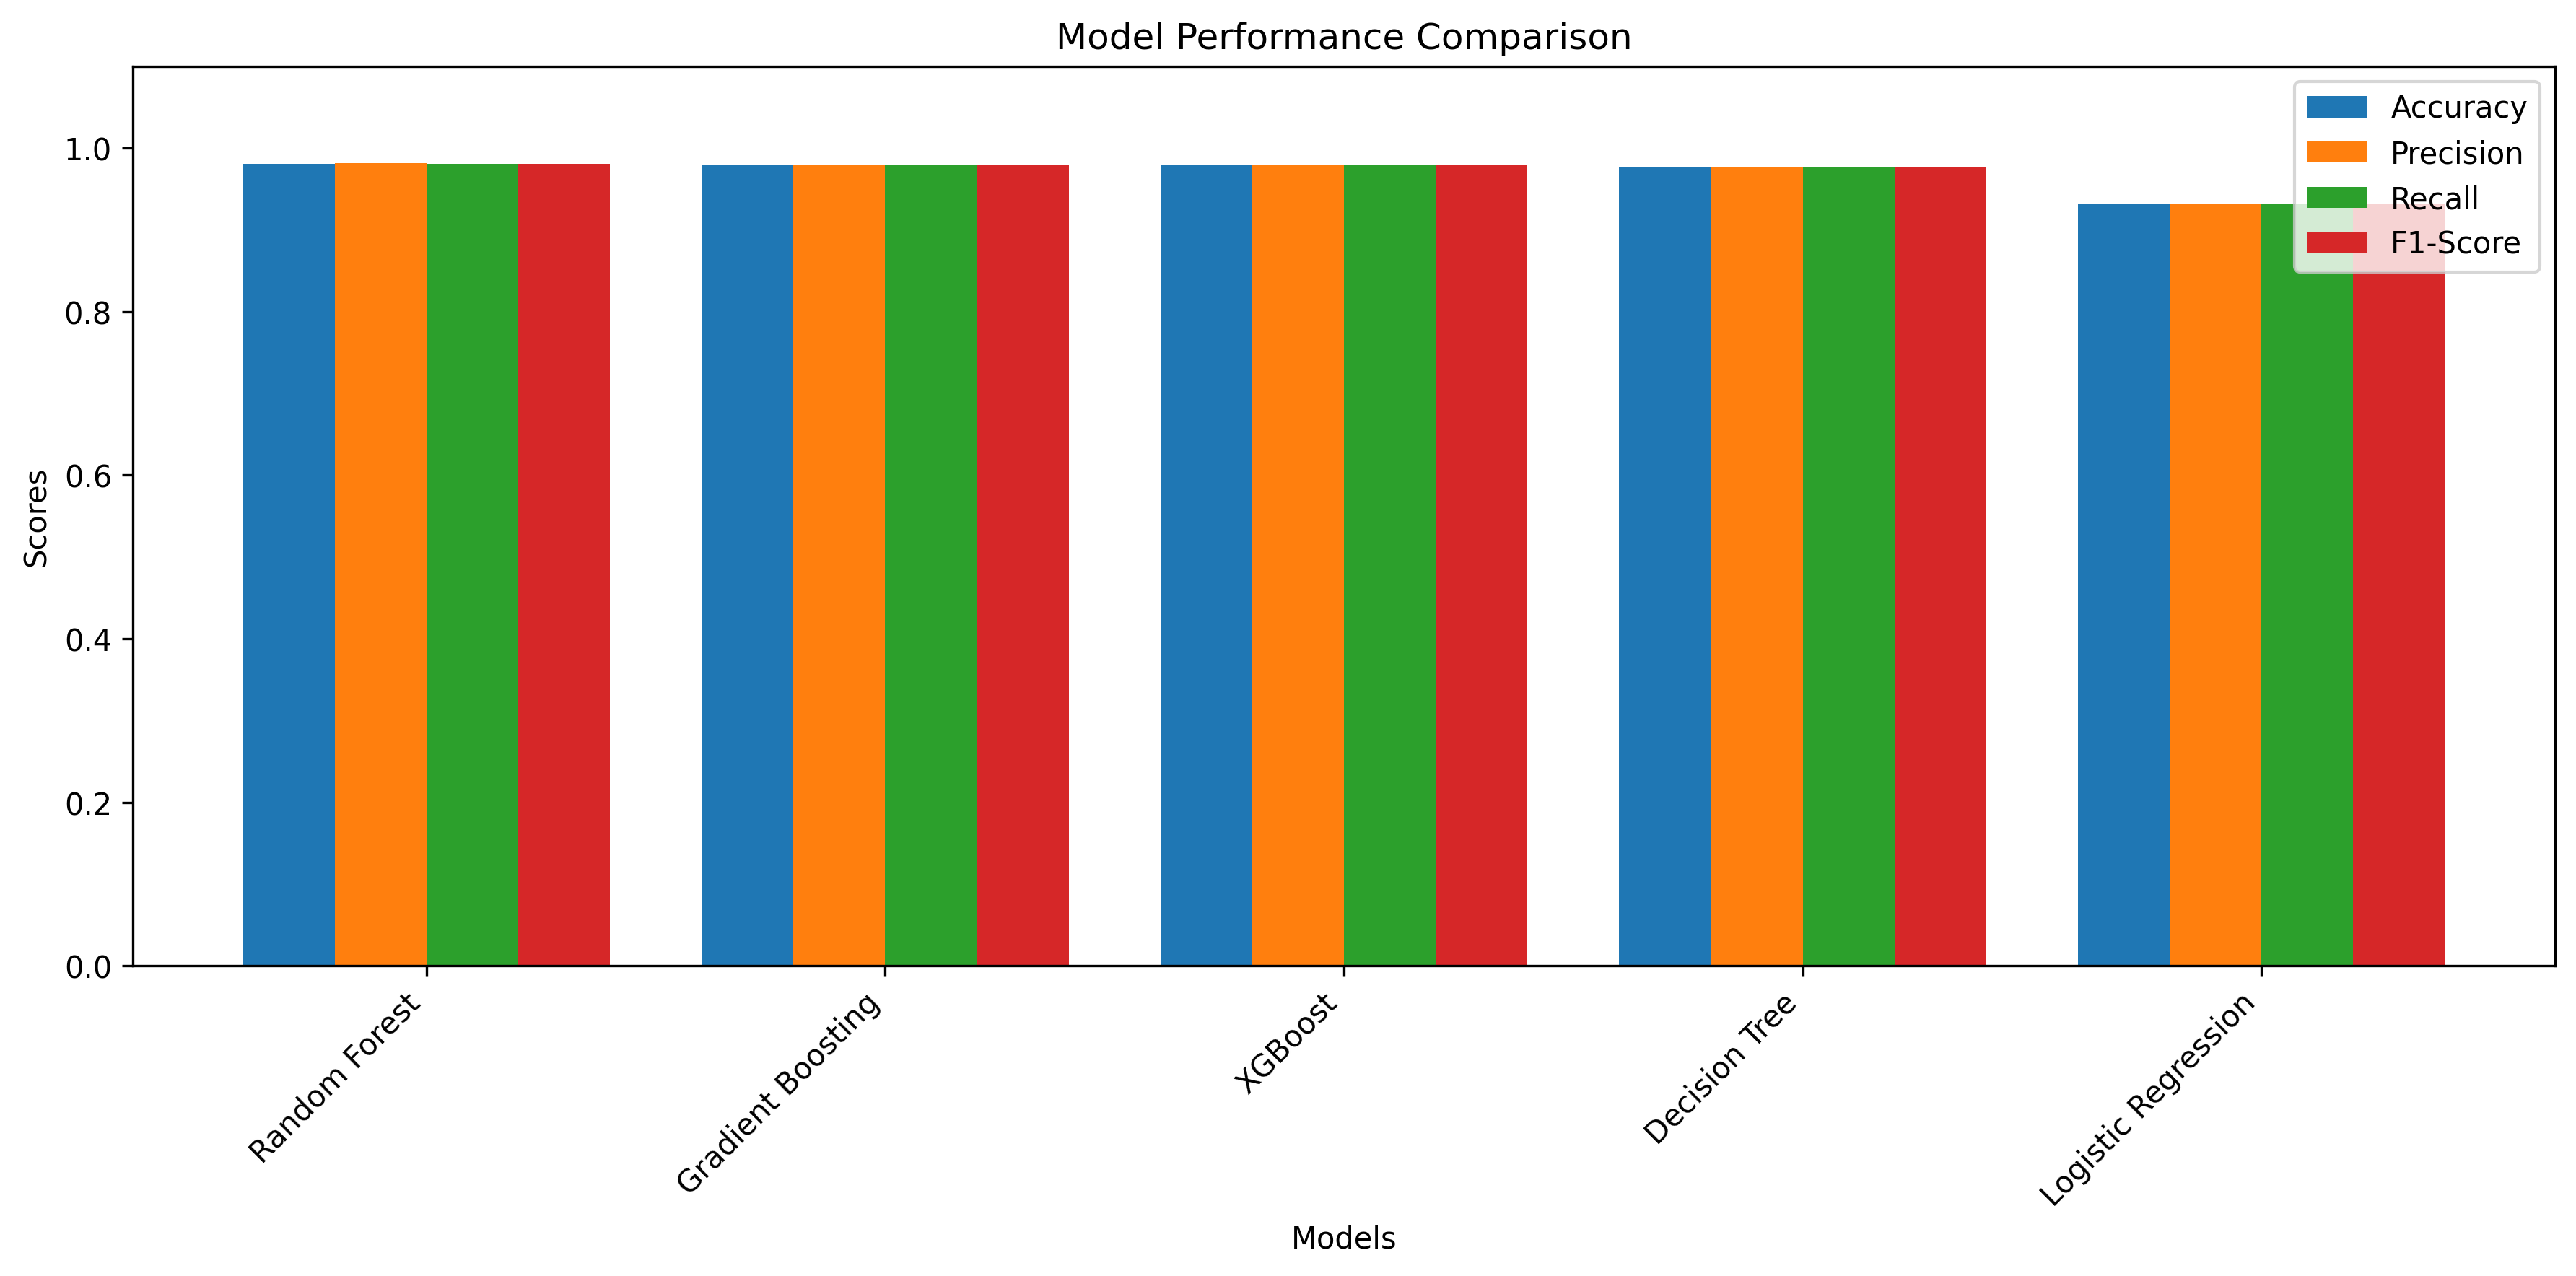 Model Performance Comparison
Accuracy
Precision
Recall
F1-Score
1.0
0.8
0.6
0.4
0.2
0.0
Scores
Random Forest
Gradient Boosting
XGBoost
Decision Tree
Logistic Regression
Models